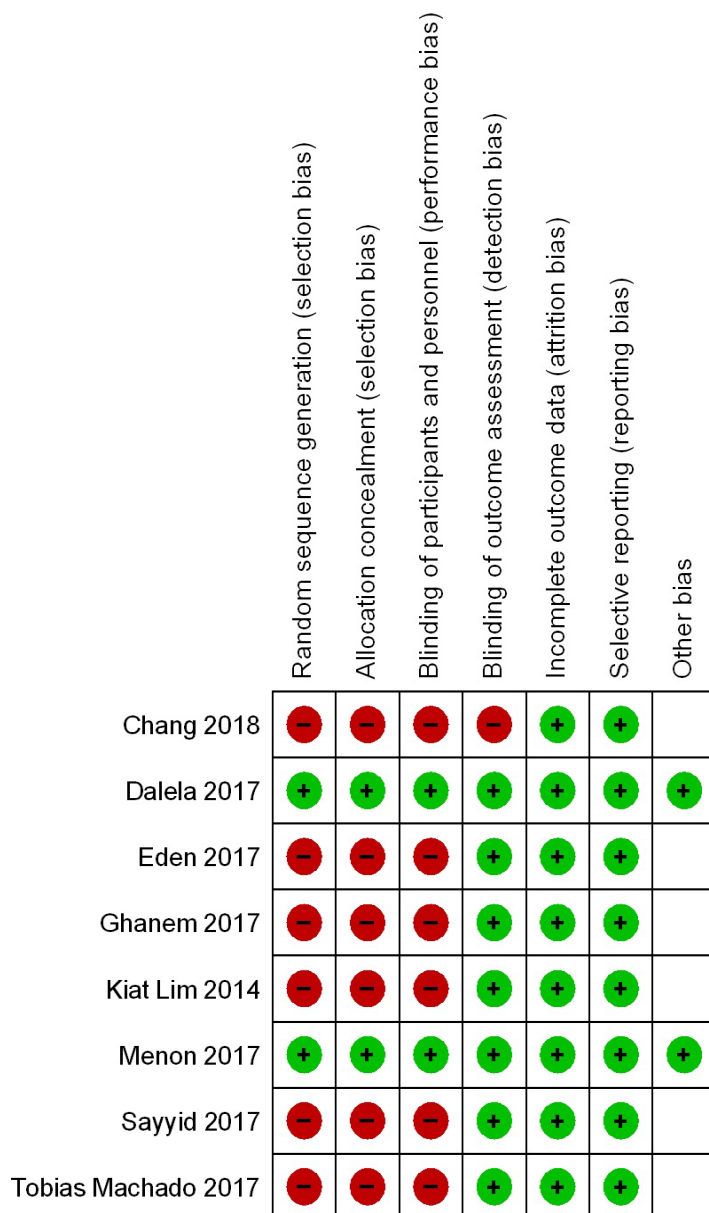 Random sequence generation (selection bias)
Allocation concealment (selection bias)
Blinding of participants and personnel (performance bias)
Blinding of outcome assessment (detection bias)
Incomplete outcome data (attrition bias)
Selective reporting (reporting bias)
Other bias
Chang 2018 − − − − + +
Dalela 2017 + + + + + + +
Eden 2017 − − − + + +
Ghanem 2017 − − − + + +
Kiat Lim 2014 − − − + + +
Menon 2017 + + + + + + +
Sayyid 2017 − − − + + +
Tobias Machado 2017 − − − + + +